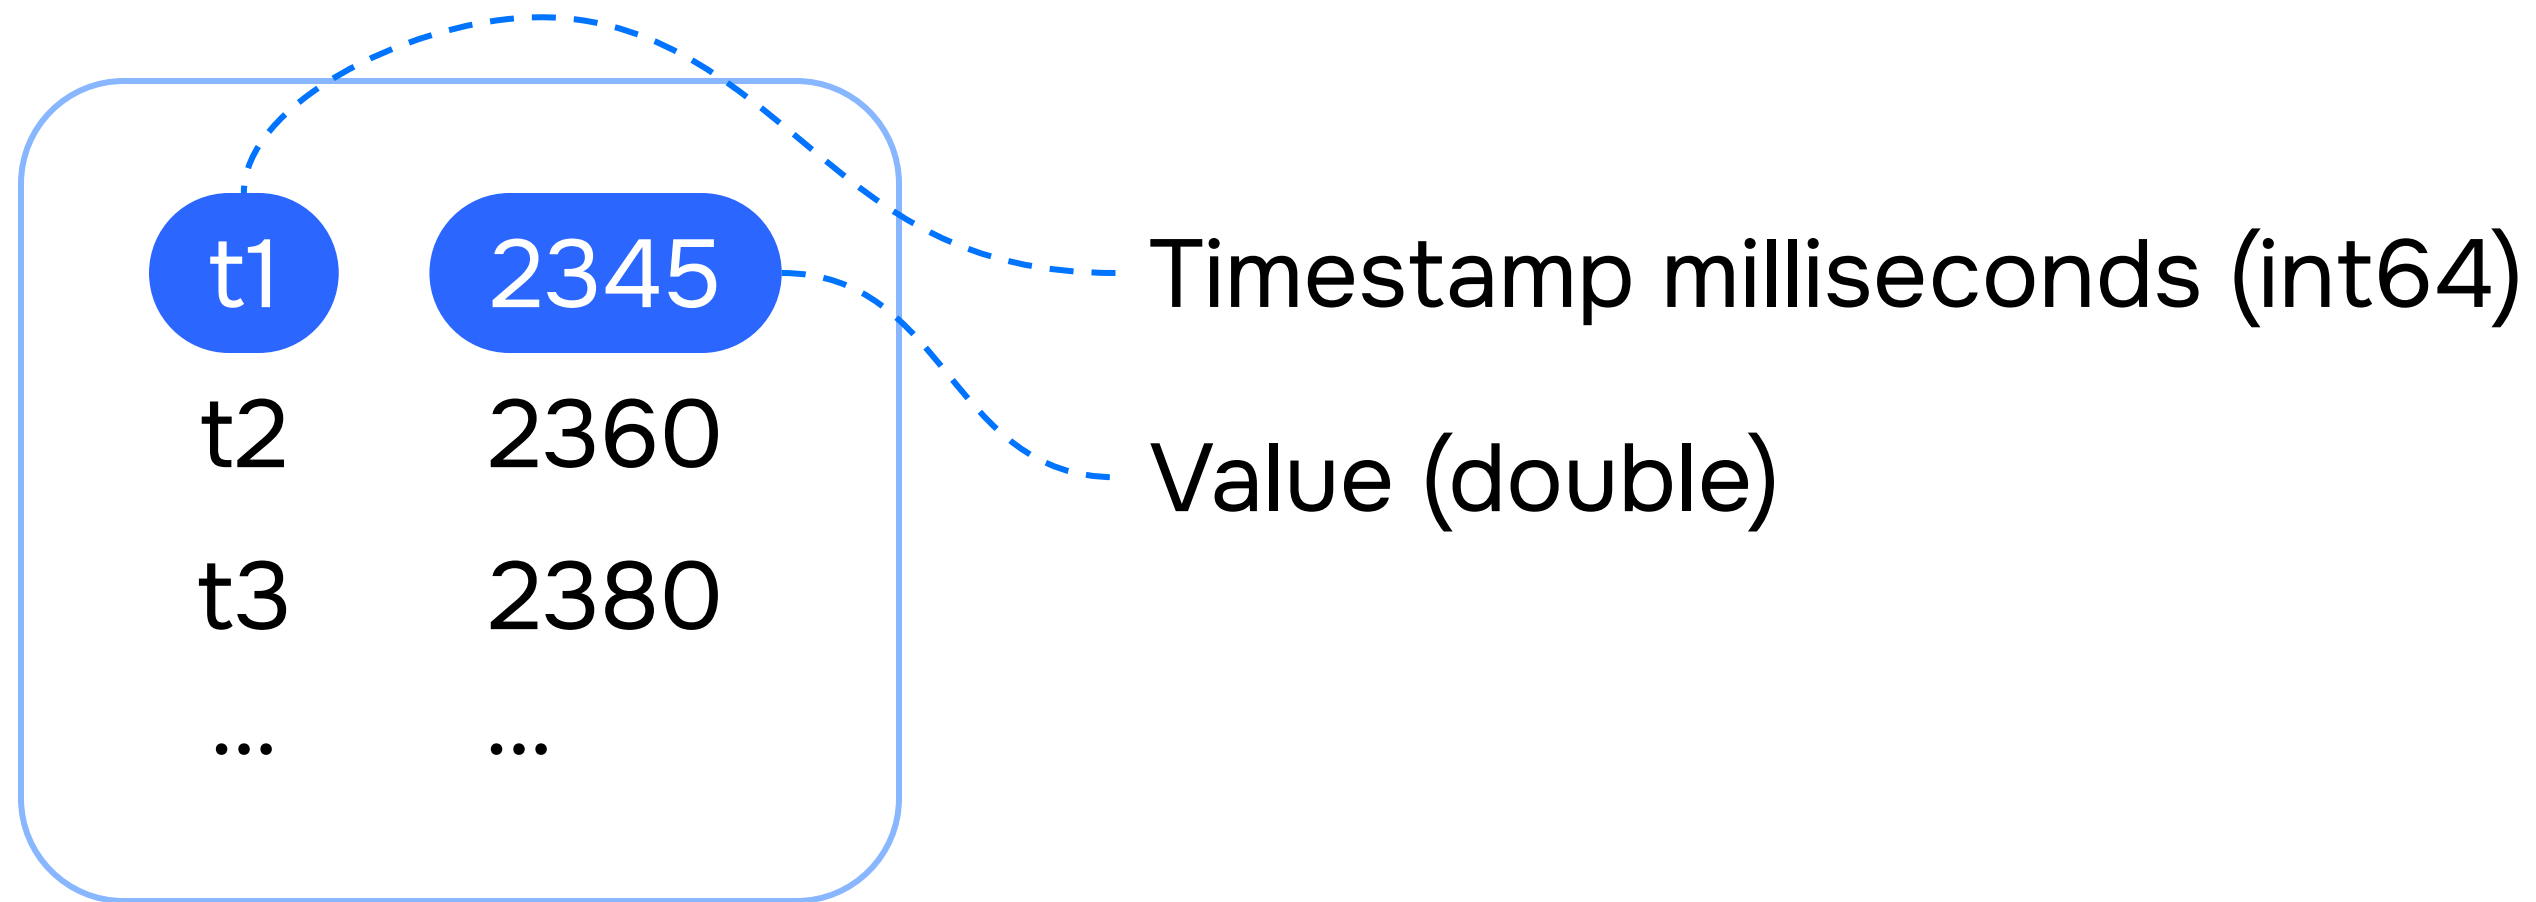 t1 2345 Timestamp milliseconds (int64)
t2 2360
Value (double)
t3 2380
... ...